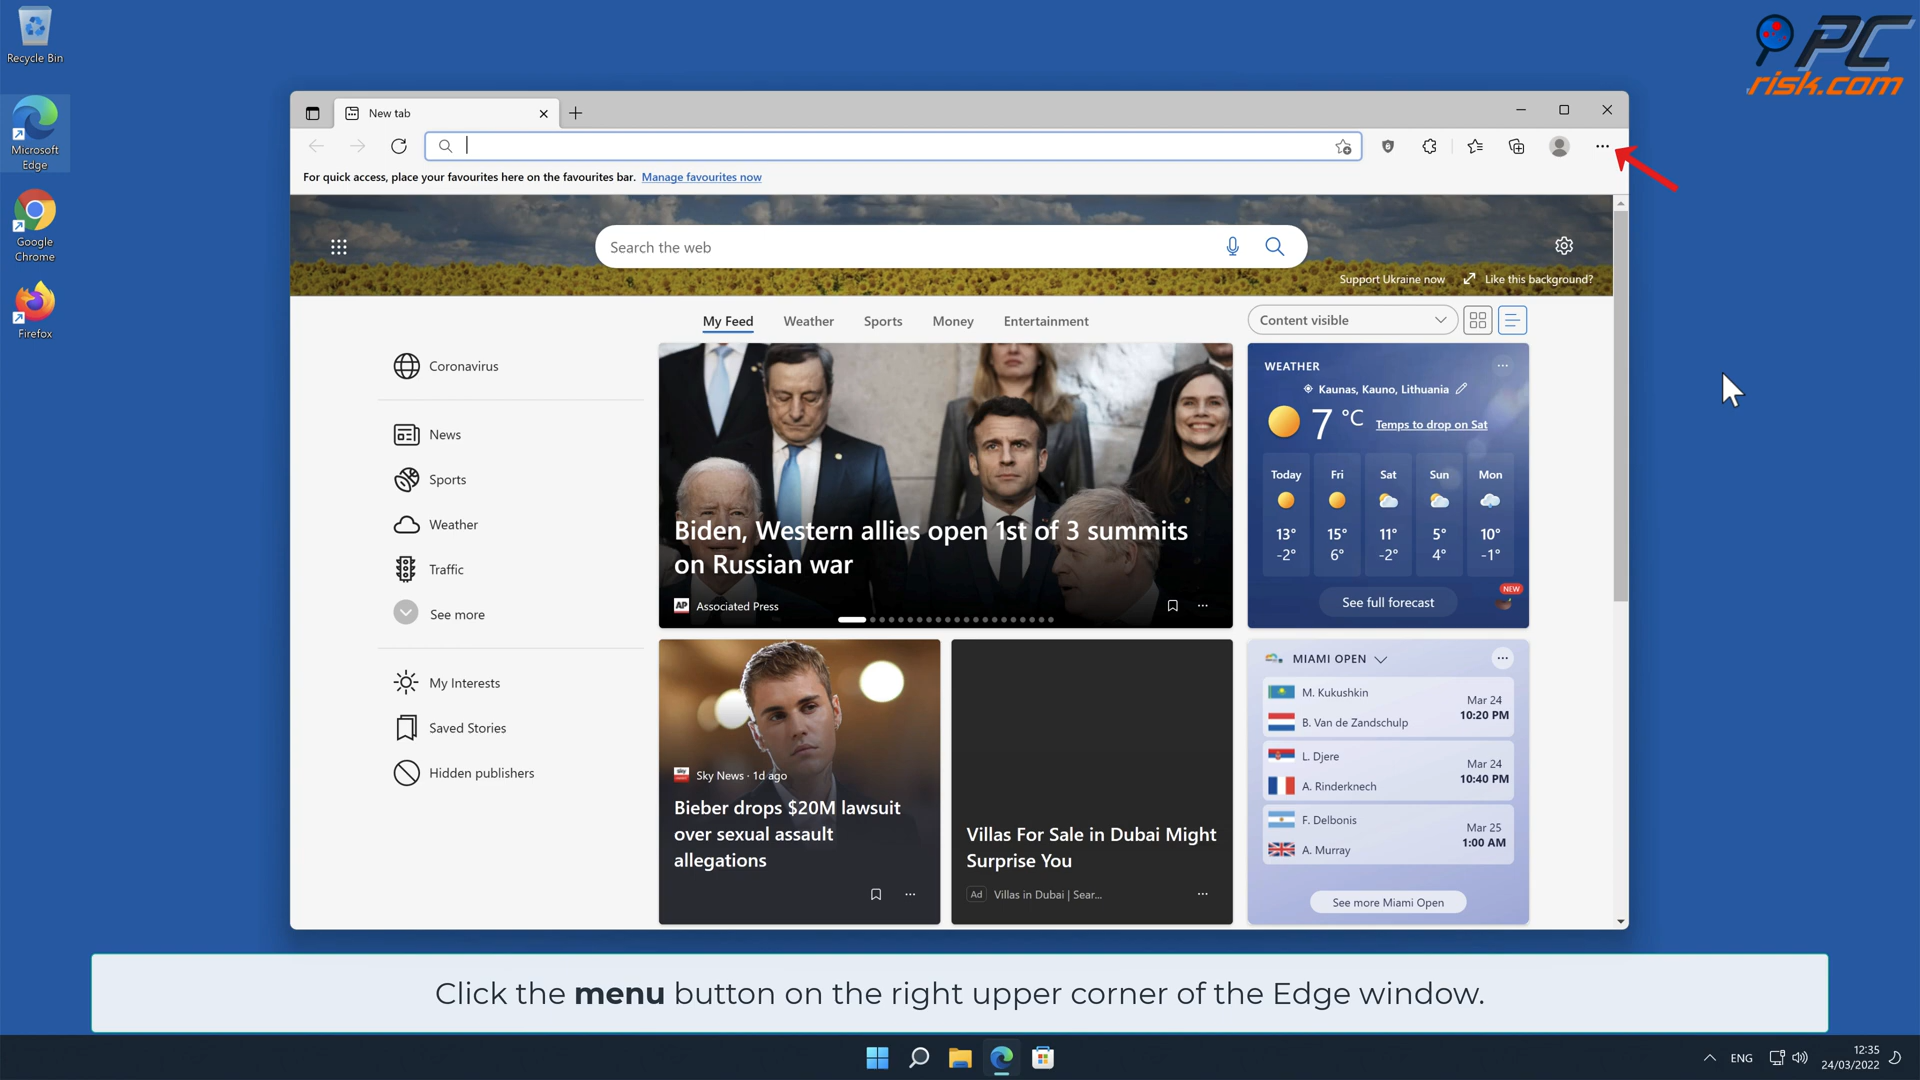 Recycle Bin
PC
risk.com
New tab
Microsoft
Edge
For quick access, place your favourites here on the favourites bar. Manage favourites now
Google
Chrome
Search the web
Support Ukraine now
Like this background?
Firefox
My Feed
Weather
Sports
Money
Entertainment
Content visible
Coronavirus
News
Sports
Weather
Traffic
See more
My Interests
Saved Stories
Hidden publishers
Biden, Western allies open 1st of 3 summits
on Russian war
AP Associated Press
WEATHER
Kaunas, Kauno, Lithuania
7 °C Temps to drop on Sat
Today Fri Sat Sun Mon
13° 15° 11° 5° 10°
-2° 6° -2° 4° -1°
NEW
See full forecast
Sky News · 1d ago
Bieber drops $20M lawsuit
over sexual assault
allegations
Villas For Sale in Dubai Might
Surprise You
Ad Villas in Dubai | Sear...
MIAMI OPEN
M. Kukushkin
B. Van de Zandschulp
Mar 24
10:20 PM
L. Djere
A. Rinderknech
Mar 24
10:40 PM
F. Delbonis
A. Murray
Mar 25
1:00 AM
See more Miami Open
Click the menu button on the right upper corner of the Edge window.
ENG
12:35
24/03/2022